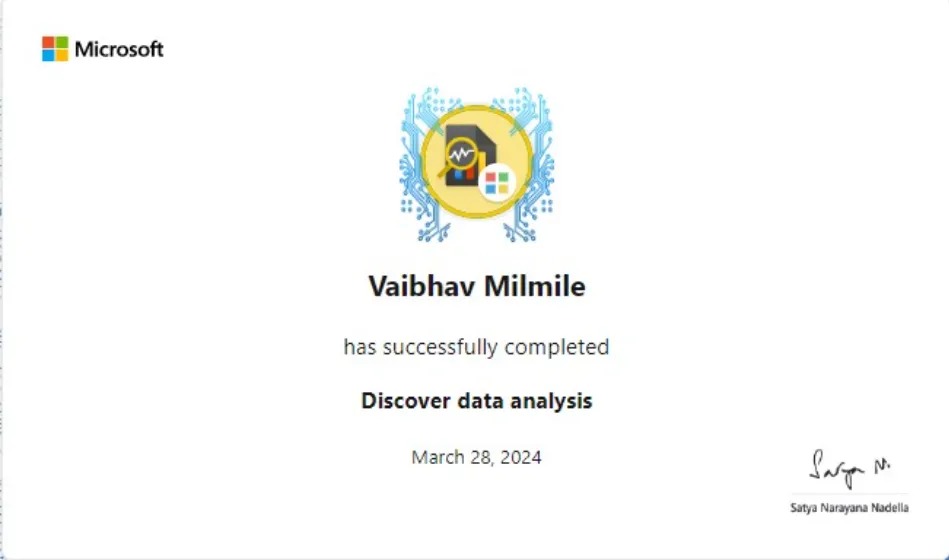 Microsoft
Vaibhav Milmile
has successfully completed
Discover data analysis
March 28, 2024
Satya N.
Satya Narayana Nadella